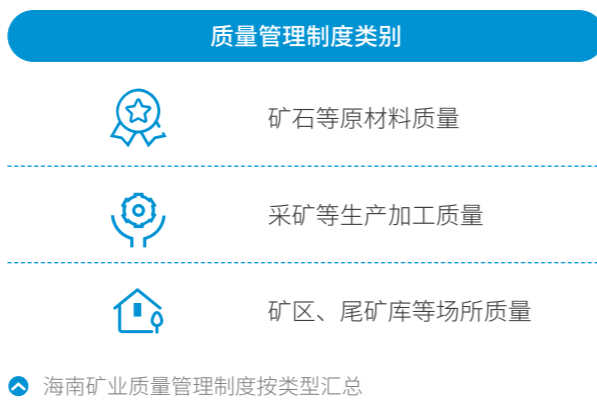 质量管理制度类别
矿石等原材料质量
采矿等生产加工质量
矿区、尾矿库等场所质量
海南矿业质量管理制度按类型汇总